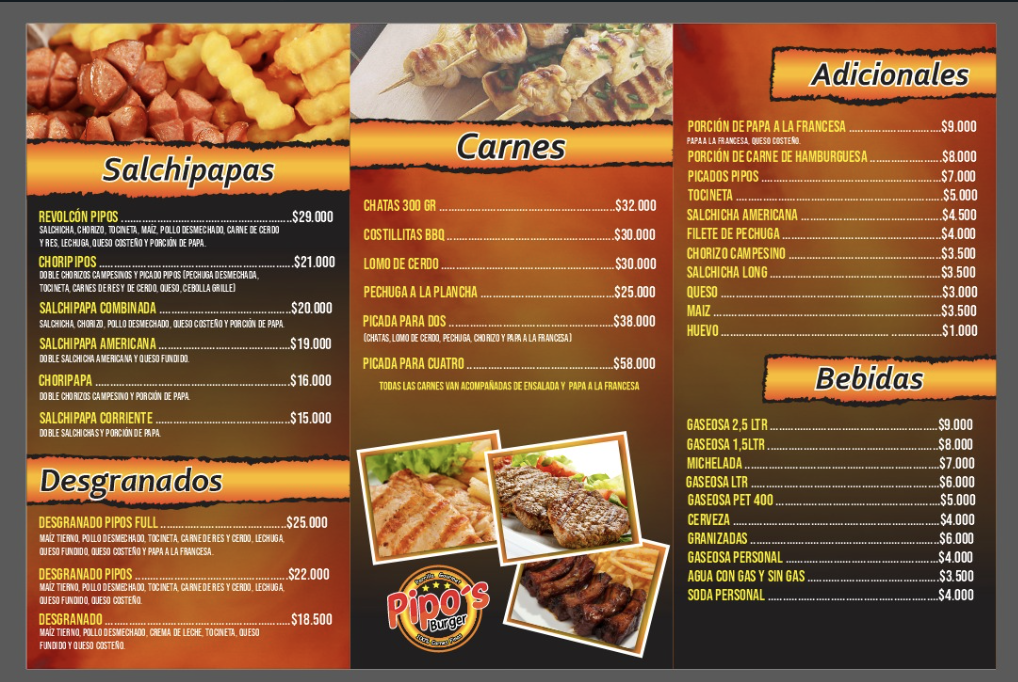 Salchipapas
REVOLCÓN PIPOS ........................................ $29.000
SALCHICHA, CHORIZO, TOCINETA, MAÍZ, POLLO DESMECHADO, CARNE DE CERDO
Y RES, LECHUGA, QUESO COSTEÑO Y PORCIÓN DE PAPA.
CHORIPIPOS ........................................ $21.000
DOBLE CHORIZOS CAMPESINOS Y PICADO PIPOS (PECHUGA DESMECHADA,
TOCINETA, CARNES DE RES Y DE CERDO, QUESO, CEBOLLA GRILLE)
SALCHIPAPA COMBINADA ........................................ $20.000
SALCHICHA, CHORIZO, POLLO DESMECHADO, QUESO COSTEÑO Y PORCIÓN DE PAPA.
SALCHIPAPA AMERICANA ........................................ $19.000
DOBLE SALCHICHA AMERICANA Y QUESO FUNDIDO.
CHORIPAPA ........................................ $16.000
DOBLE CHORIZOS CAMPESINO Y PORCIÓN DE PAPA.
SALCHIPAPA CORRIENTE ........................................ $15.000
DOBLE SALCHICHAS Y PORCIÓN DE PAPA.
Desgranados
DESGRANADO PIPOS FULL ........................................ $25.000
MAÍZ TIERNO, POLLO DESMECHADO, TOCINETA, CARNE DE RES Y CERDO, LECHUGA,
QUESO FUNDIDO, QUESO COSTEÑO Y PAPA A LA FRANCESA.
DESGRANADO PIPOS ........................................ $22.000
MAÍZ TIERNO, POLLO DESMECHADO, TOCINETA, CARNE DE RES Y CERDO, LECHUGA,
QUESO FUNDIDO, QUESO COSTEÑO.
DESGRANADO ........................................ $18.500
MAÍZ TIERNO, POLLO DESMECHADO, CREMA DE LECHE, TOCINETA, QUESO
FUNDIDO Y QUESO COSTEÑO.
Carnes
CHATAS 300 GR ........................................ $32.000
COSTILLITAS BBQ ........................................ $30.000
LOMO DE CERDO ........................................ $30.000
PECHUGA A LA PLANCHA ........................................ $25.000
PICADA PARA DOS ........................................ $38.000
(CHATAS, LOMO DE CERDO, PECHUGA, CHORIZO Y PAPA A LA FRANCESA)
PICADA PARA CUATRO ........................................ $58.000
TODAS LAS CARNES VAN ACOMPAÑADAS DE ENSALADA Y PAPA A LA FRANCESA
Pipo´s
Burger
Adicionales
PORCIÓN DE PAPA A LA FRANCESA ........................................ $9.000
PAPA A LA FRANCESA, QUESO COSTEÑO.
PORCIÓN DE CARNE DE HAMBURGUESA ........................................ $8.000
PICADOS PIPOS ........................................ $7.000
TOCINETA ........................................ $5.000
SALCHICHA AMERICANA ........................................ $4.500
FILETE DE PECHUGA ........................................ $4.000
CHORIZO CAMPESINO ........................................ $3.500
SALCHICHA LONG ........................................ $3.500
QUESO ........................................ $3.000
MAIZ ........................................ $3.500
HUEVO ........................................ $1.000
Bebidas
GASEOSA 2,5 LTR ........................................ $9.000
GASEOSA 1,5LTR ........................................ $8.000
MICHELADA ........................................ $7.000
GASEOSA LTR ........................................ $6.000
GASEOSA PET 400 ........................................ $5.000
CERVEZA ........................................ $4.000
GRANIZADAS ........................................ $6.000
GASEOSA PERSONAL ........................................ $4.000
AGUA CON GAS Y SIN GAS ........................................ $3.500
SODA PERSONAL ........................................ $4.000